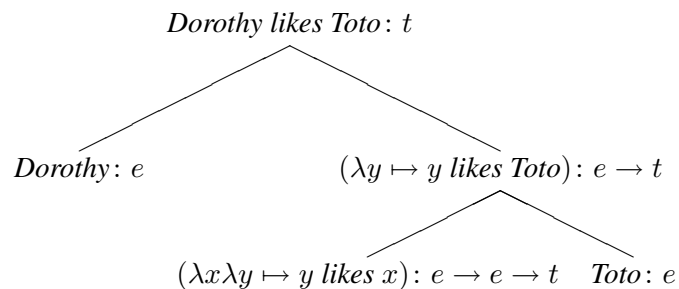 Dorothy likes Toto: t
Dorothy: e (λy ↦ y likes Toto): e → t
(λxλy ↦ y likes x): e → e → t Toto: e